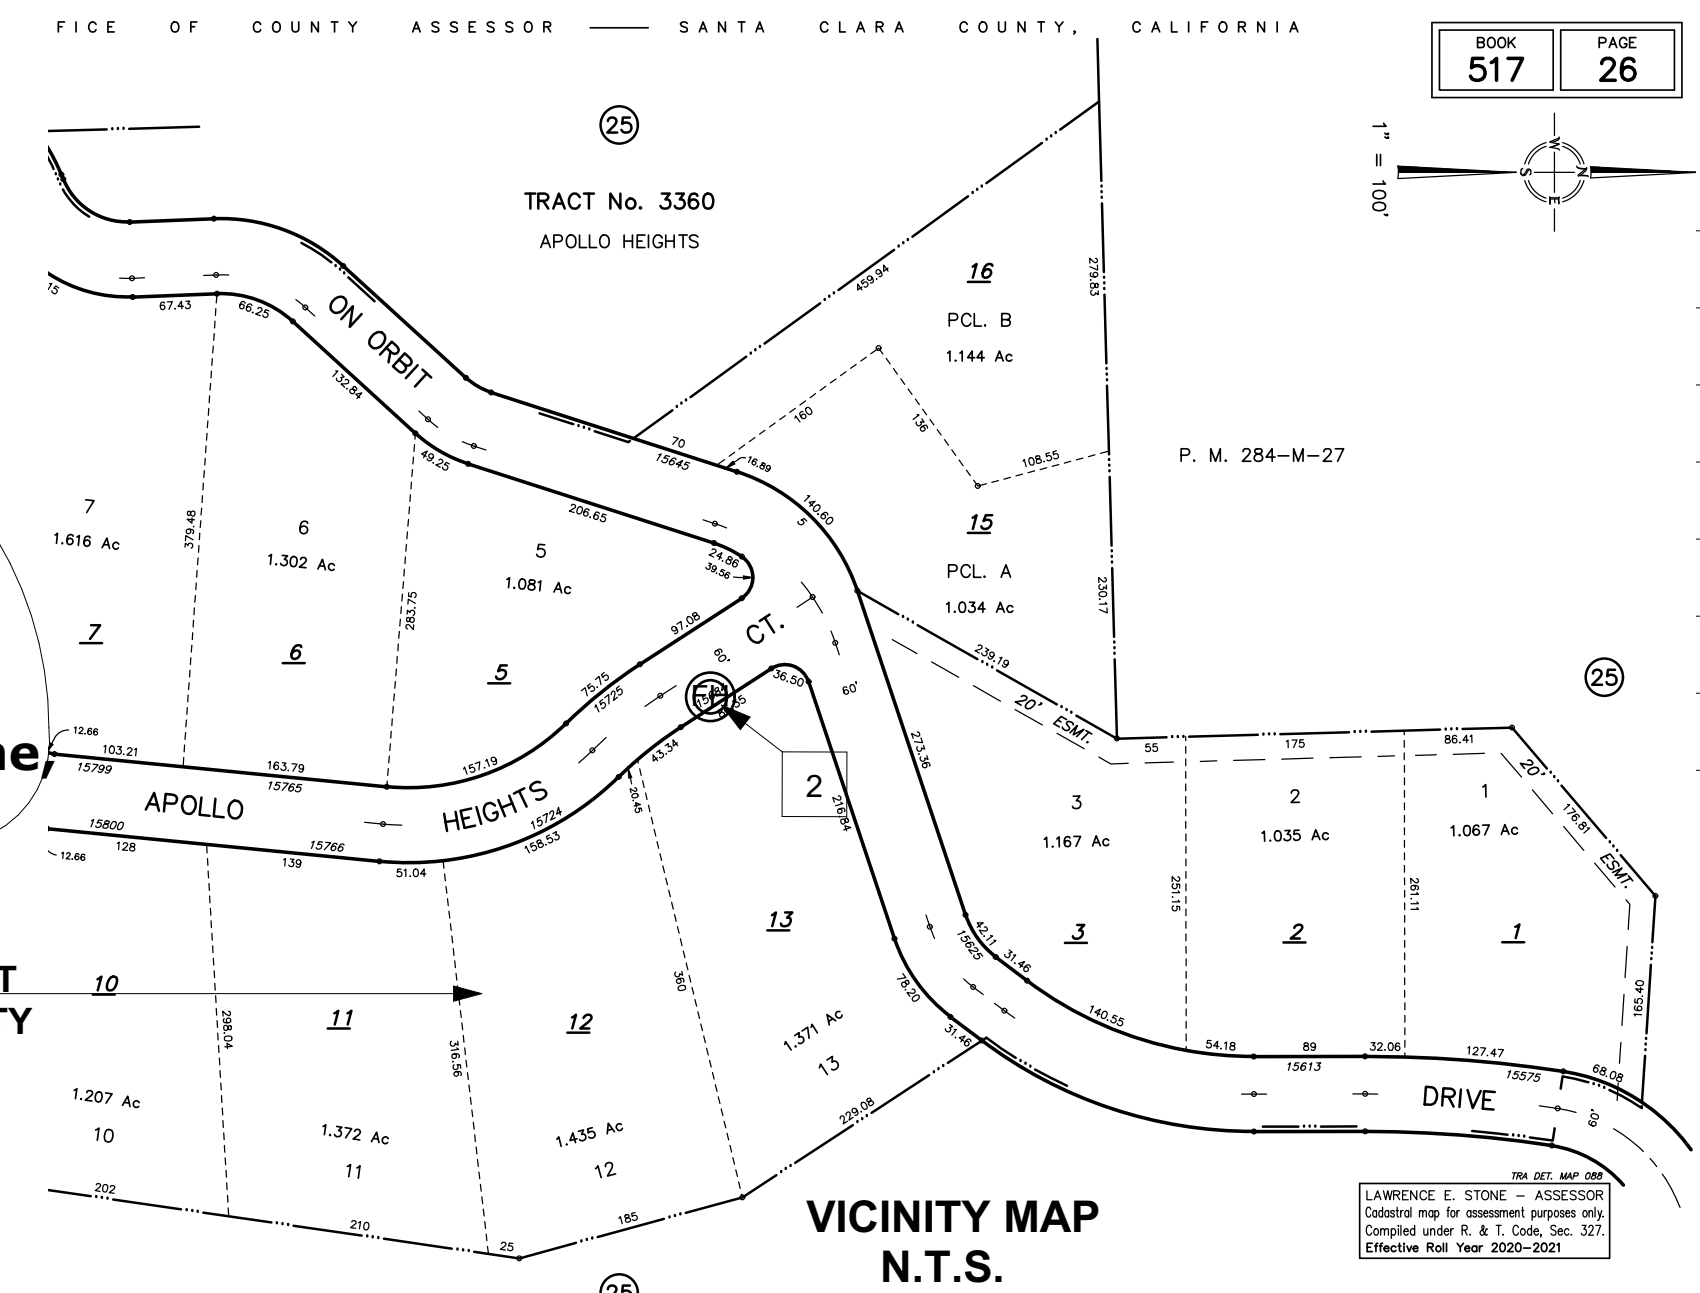 FICE OF COUNTY ASSESSOR — SANTA CLARA COUNTY, CALIFORNIA
BOOK
517
PAGE
26
1" = 100'
W
N
S
E
25
TRACT No. 3360
APOLLO HEIGHTS
459.94
279.83
16
PCL. B
1.144 Ac
160
136
108.55
P. M. 284-M-27
15
67.43
66.25
ON ORBIT
132.84
49.25
70
15645
16.89
206.65
140.60
5
15
PCL. A
1.034 Ac
230.17
24.86
39.56
7
1.616 Ac
379.48
6
1.302 Ac
283.75
5
1.081 Ac
7
6
5
97.08
CT.
60'
75.75
15725
36.50
60'
239.19
20' ESMT.
25
12.66
103.21
15799
163.79
15765
157.19
43.34
273.36
55
175
86.41
20'
ESMT.
176.81
ne,
APOLLO
HEIGHTS
15724
158.53
20.45
2
216.84
3
1.167 Ac
2
1.035 Ac
1
1.067 Ac
15800
128
15766
139
51.04
12.66
251.15
261.11
13
3
2
1
42.11
15625
31.46
360
78.20
31.46
165.40
T
TY
10
11
12
298.04
316.56
1.371 Ac
13
140.55
54.18
89
32.06
127.47
68.08
15613
15575
DRIVE
60'
1.207 Ac
10
1.372 Ac
11
1.435 Ac
12
229.08
202
210
25
185
VICINITY MAP
N.T.S.
25
TRA DET. MAP 088
LAWRENCE E. STONE – ASSESSOR
Cadastral map for assessment purposes only.
Compiled under R. & T. Code, Sec. 327.
Effective Roll Year 2020–2021